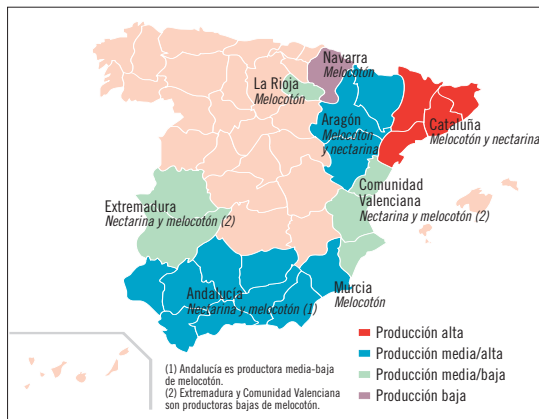 Navarra
Melocotón
La Rioja
Melocotón
Aragón
Melocotón
y nectarina
Cataluña
Melocotón y nectarina
Comunidad
Valenciana
Nectarina y melocotón (2)
Extremadura
Nectarina y melocotón (2)
Andalucía
Nectarina y melocotón (1)
Murcia
Melocotón
Producción alta
Producción media/alta
Producción media/baja
Producción baja
(1) Andalucía es productora media-baja
de melocotón.
(2) Extremadura y Comunidad Valenciana
son productoras bajas de melocotón.